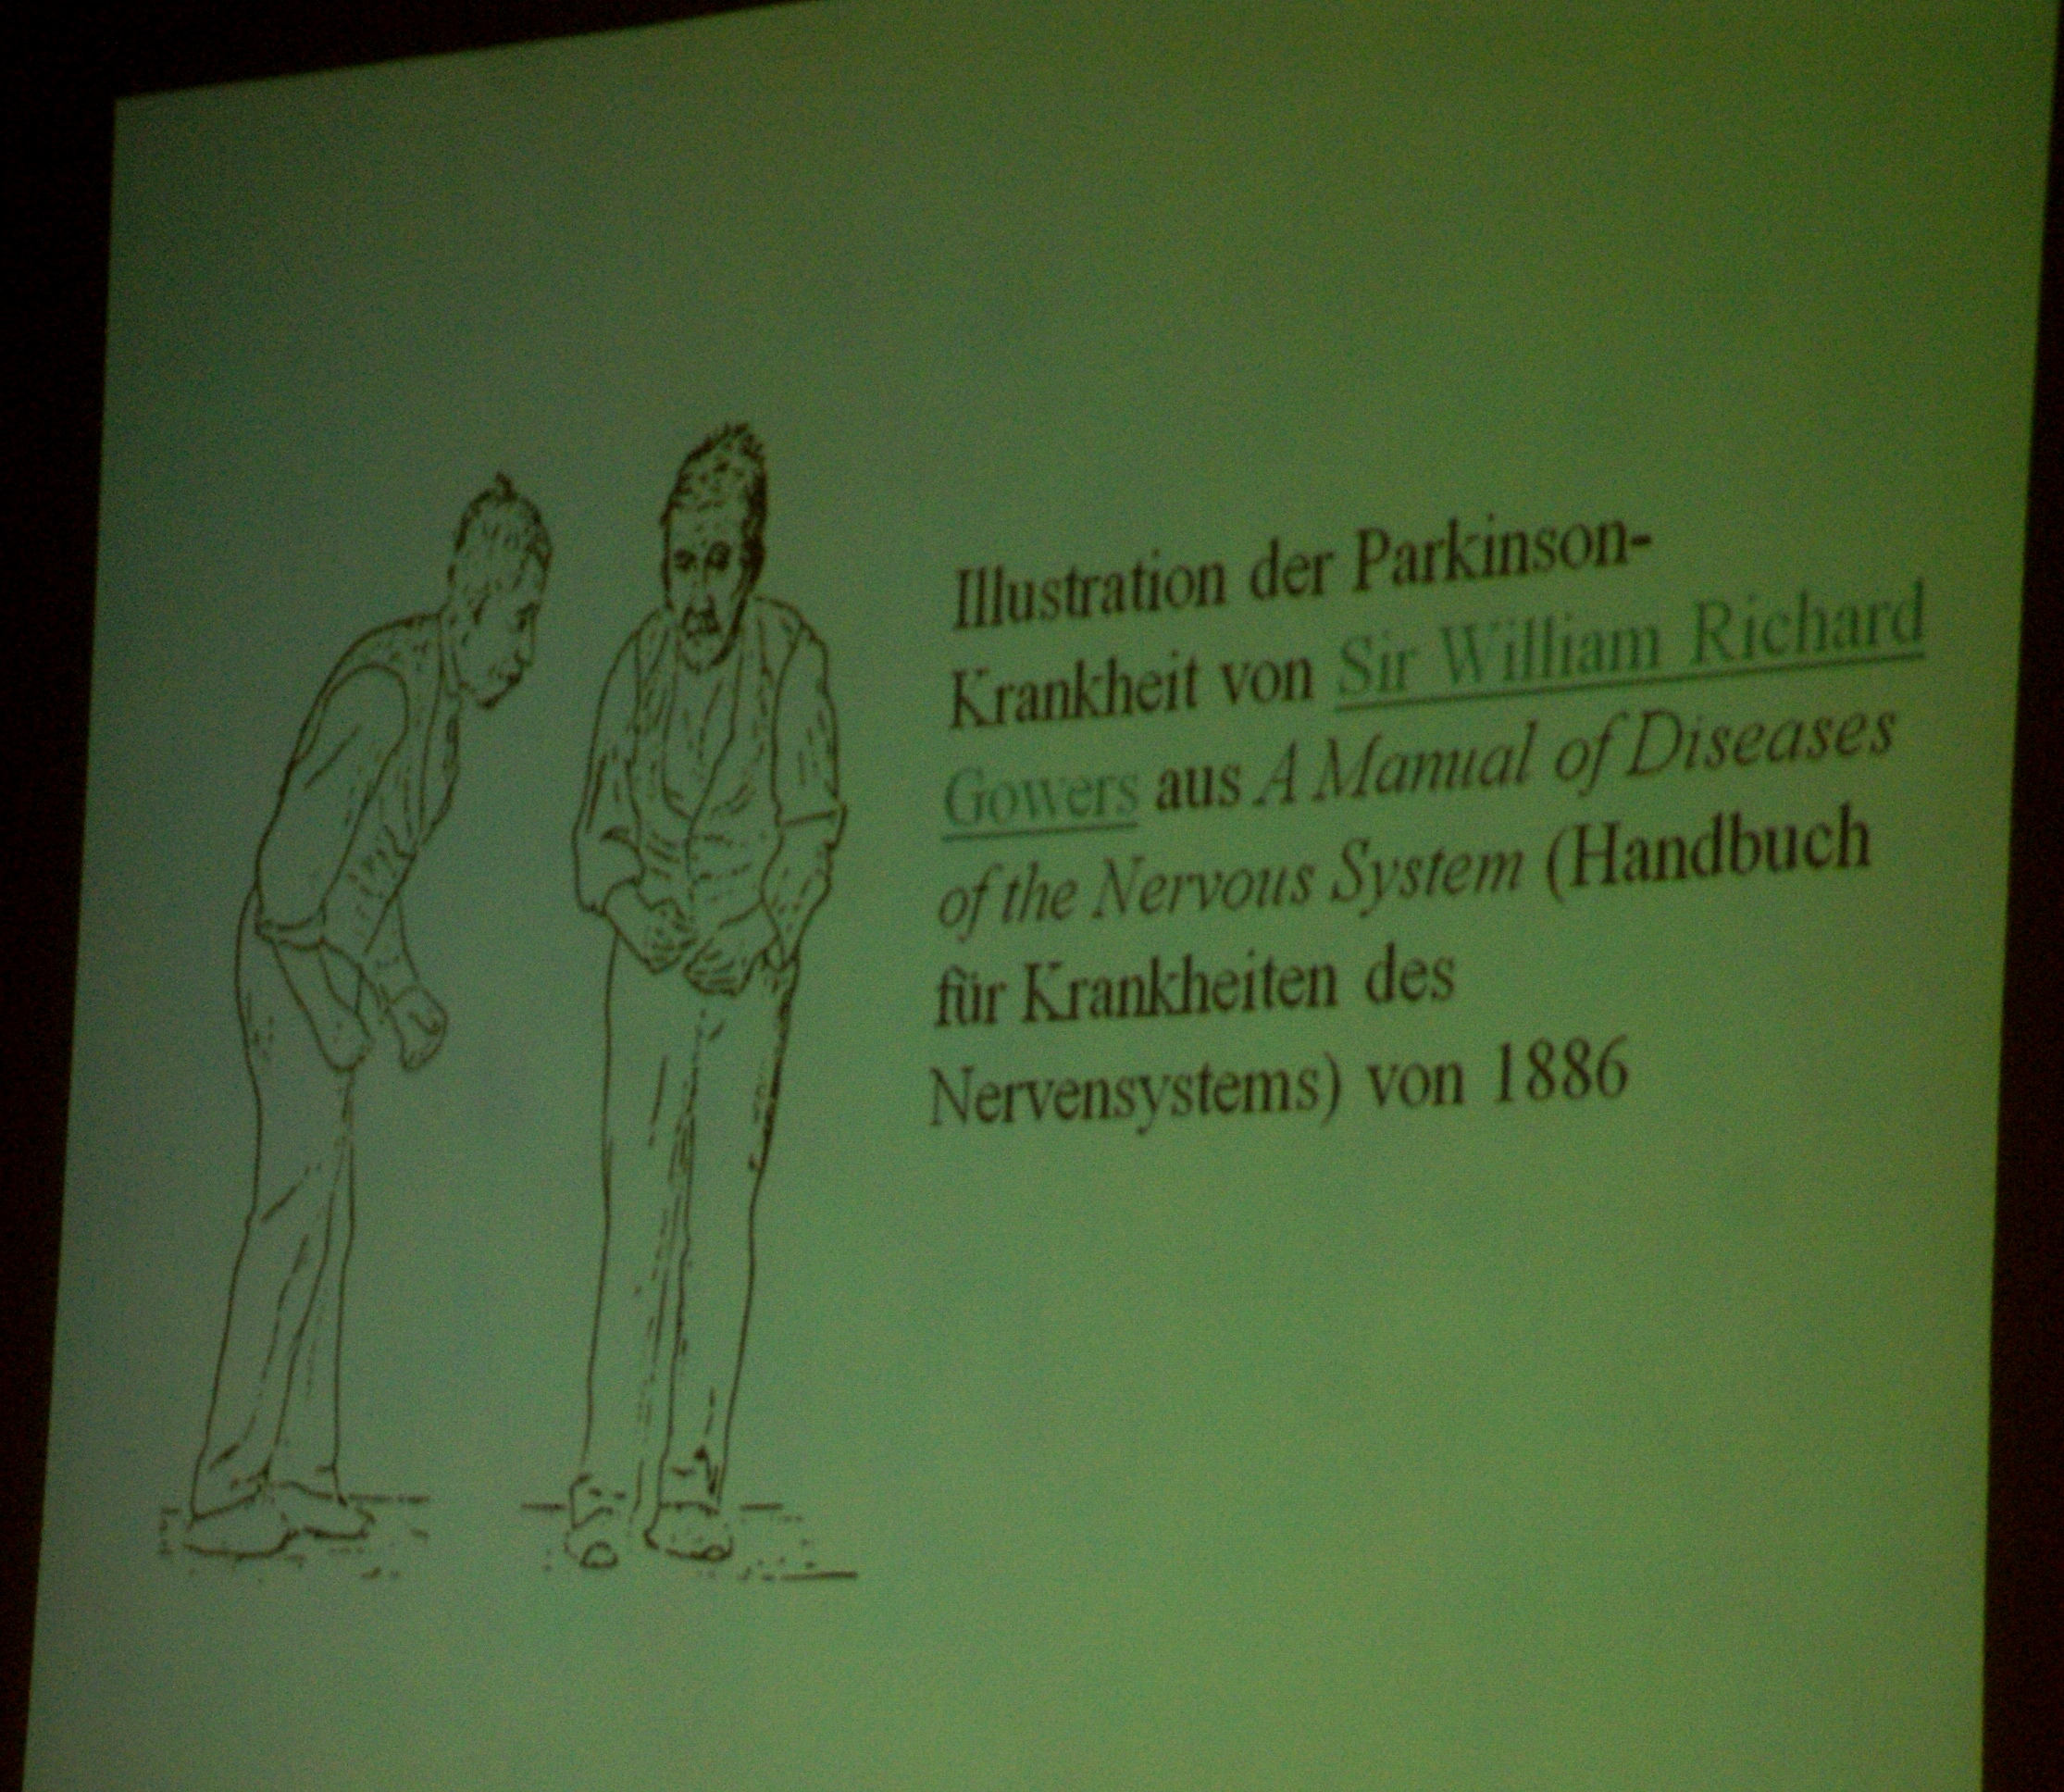 Illustration der Parkinson-
Krankheit von Sir William Richard
Gowers aus A Manual of Diseases
of the Nervous System (Handbuch
für Krankheiten des
Nervensystems) von 1886